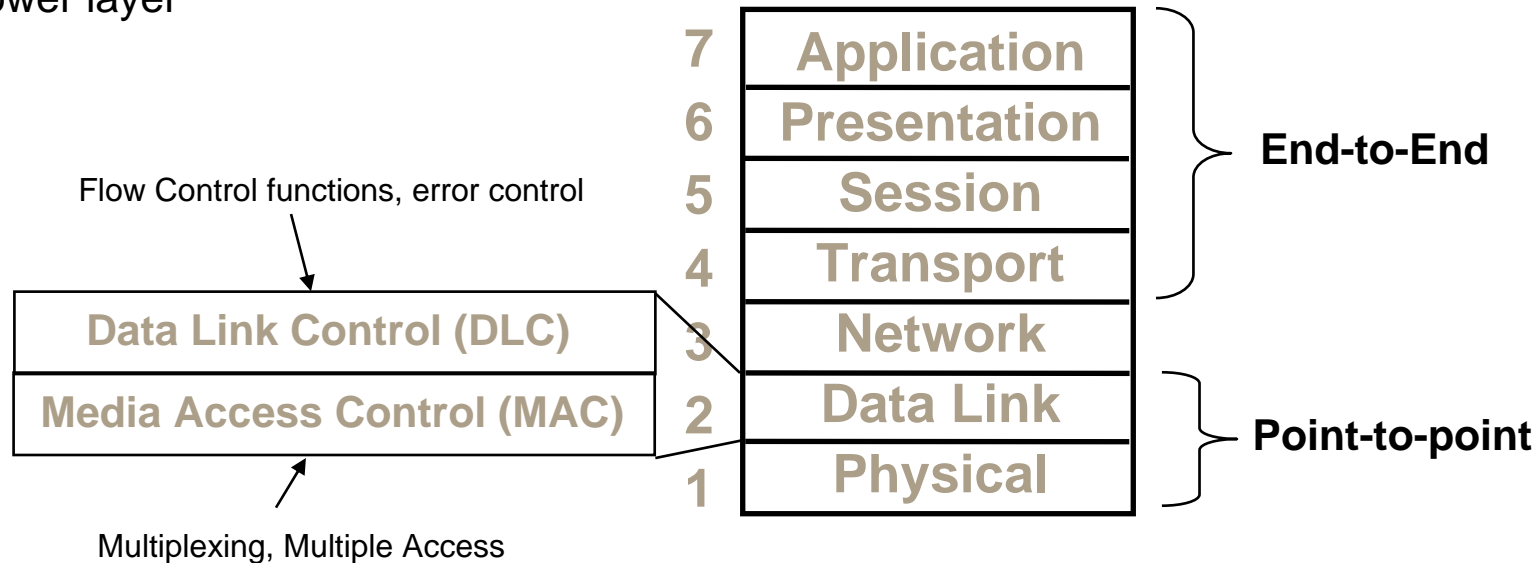 ower layer
7 Application
6 Presentation
5 Session
4 Transport
3 Network
2 Data Link
1 Physical
End-to-End
Point-to-point
Flow Control functions, error control
Data Link Control (DLC)
Media Access Control (MAC)
Multiplexing, Multiple Access